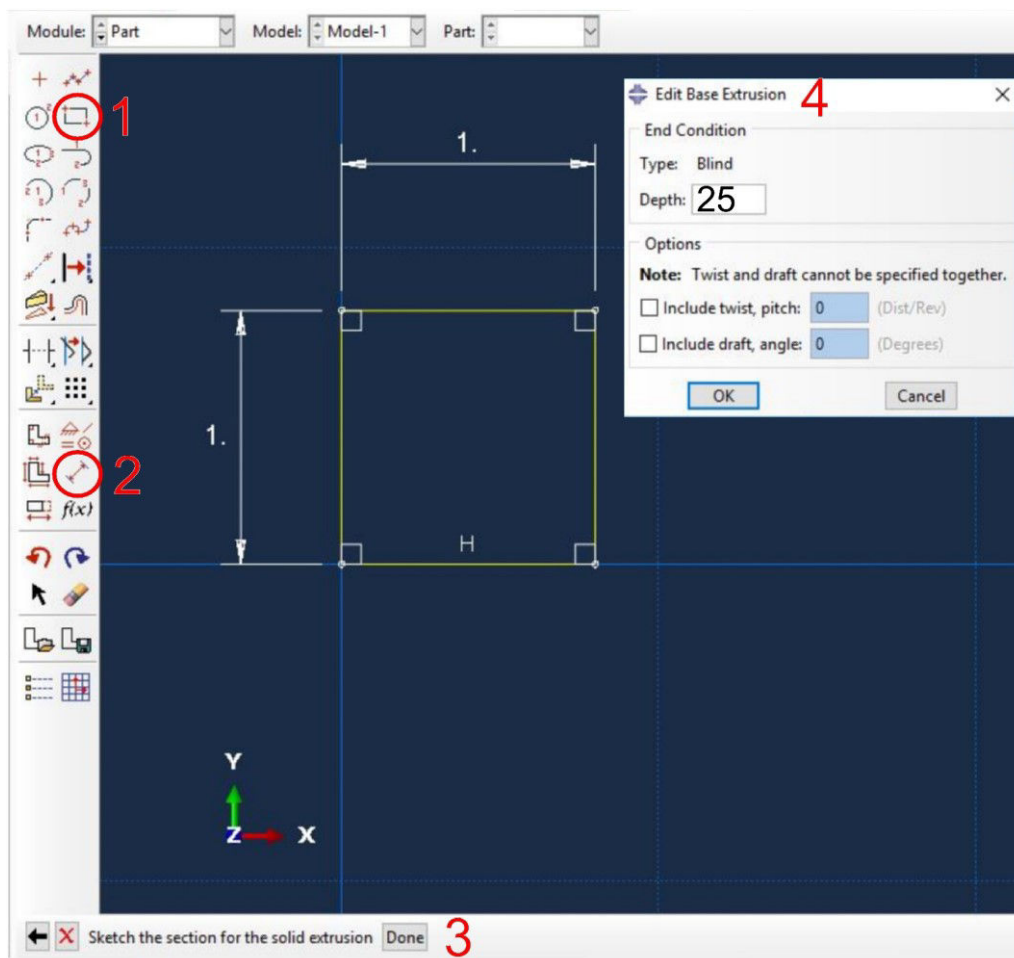 Module: Part Model: Model-1 Part:
1
Edit Base Extrusion 4
End Condition
Type: Blind
Depth: 25
Options
Note: Twist and draft cannot be specified together.
Include twist, pitch: 0 (Dist/Rev)
Include draft, angle: 0 (Degrees)
OK Cancel
1.
1.
H
2
f(x)
Y
Z X
Sketch the section for the solid extrusion Done 3